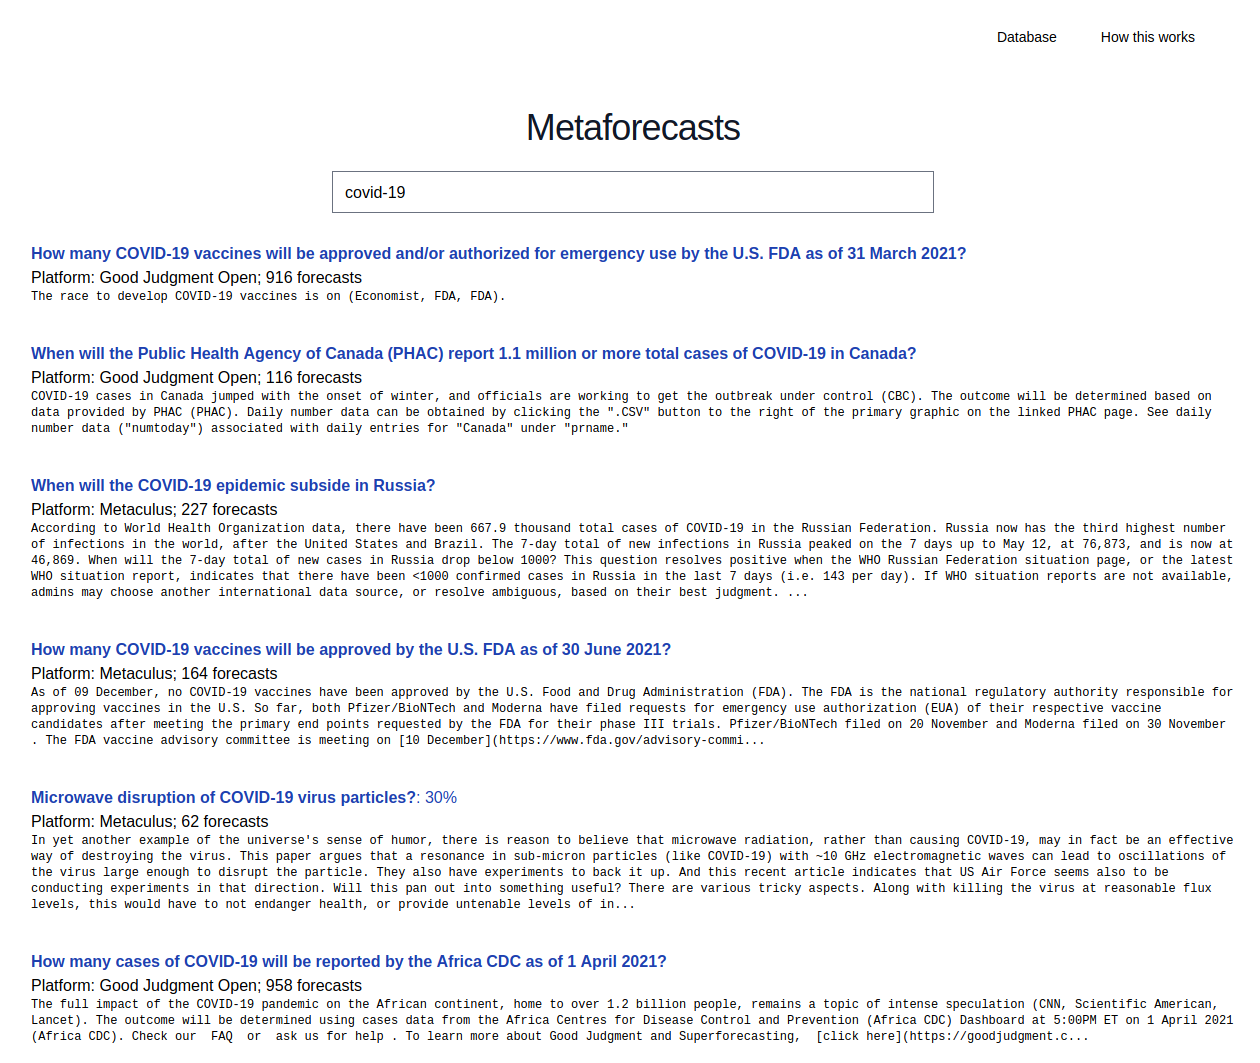 Database How this works
Metaforecasts
covid-19
How many COVID-19 vaccines will be approved and/or authorized for emergency use by the U.S. FDA as of 31 March 2021?
Platform: Good Judgment Open; 916 forecasts
The race to develop COVID-19 vaccines is on (Economist, FDA, FDA).
When will the Public Health Agency of Canada (PHAC) report 1.1 million or more total cases of COVID-19 in Canada?
Platform: Good Judgment Open; 116 forecasts
COVID-19 cases in Canada jumped with the onset of winter, and officials are working to get the outbreak under control (CBC). The outcome will be determined based on
data provided by PHAC (PHAC). Daily number data can be obtained by clicking the ".CSV" button to the right of the primary graphic on the linked PHAC page. See daily
number data ("numtoday") associated with daily entries for "Canada" under "prname."
When will the COVID-19 epidemic subside in Russia?
Platform: Metaculus; 227 forecasts
According to World Health Organization data, there have been 667.9 thousand total cases of COVID-19 in the Russian Federation. Russia now has the third highest number
of infections in the world, after the United States and Brazil. The 7-day total of new infections in Russia peaked on the 7 days up to May 12, at 76,873, and is now at
46,869. When will the 7-day total of new cases in Russia drop below 1000? This question resolves positive when the WHO Russian Federation situation page, or the latest
WHO situation report, indicates that there have been <1000 confirmed cases in Russia in the last 7 days (i.e. 143 per day). If WHO situation reports are not available,
admins may choose another international data source, or resolve ambiguous, based on their best judgment. ...
How many COVID-19 vaccines will be approved by the U.S. FDA as of 30 June 2021?
Platform: Metaculus; 164 forecasts
As of 09 December, no COVID-19 vaccines have been approved by the U.S. Food and Drug Administration (FDA). The FDA is the national regulatory authority responsible for
approving vaccines in the U.S. So far, both Pfizer/BioNTech and Moderna have filed requests for emergency use authorization (EUA) of their respective vaccine
candidates after meeting the primary end points requested by the FDA for their phase III trials. Pfizer/BioNTech filed on 20 November and Moderna filed on 30 November
. The FDA vaccine advisory committee is meeting on [10 December](https://www.fda.gov/advisory-commi...
Microwave disruption of COVID-19 virus particles?: 30%
Platform: Metaculus; 62 forecasts
In yet another example of the universe's sense of humor, there is reason to believe that microwave radiation, rather than causing COVID-19, may in fact be an effective
way of destroying the virus. This paper argues that a resonance in sub-micron particles (like COVID-19) with ~10 GHz electromagnetic waves can lead to oscillations of
the virus large enough to disrupt the particle. They also have experiments to back it up. And this recent article indicates that US Air Force seems also to be
conducting experiments in that direction. Will this pan out into something useful? There are various tricky aspects. Along with killing the virus at reasonable flux
levels, this would have to not endanger health, or provide untenable levels of in...
How many cases of COVID-19 will be reported by the Africa CDC as of 1 April 2021?
Platform: Good Judgment Open; 958 forecasts
The full impact of the COVID-19 pandemic on the African continent, home to over 1.2 billion people, remains a topic of intense speculation (CNN, Scientific American,
Lancet). The outcome will be determined using cases data from the Africa Centres for Disease Control and Prevention (Africa CDC) Dashboard at 5:00PM ET on 1 April 2021
(Africa CDC). Check our  FAQ  or  ask us for help . To learn more about Good Judgment and Superforecasting,  [click here](https://goodjudgment.c...